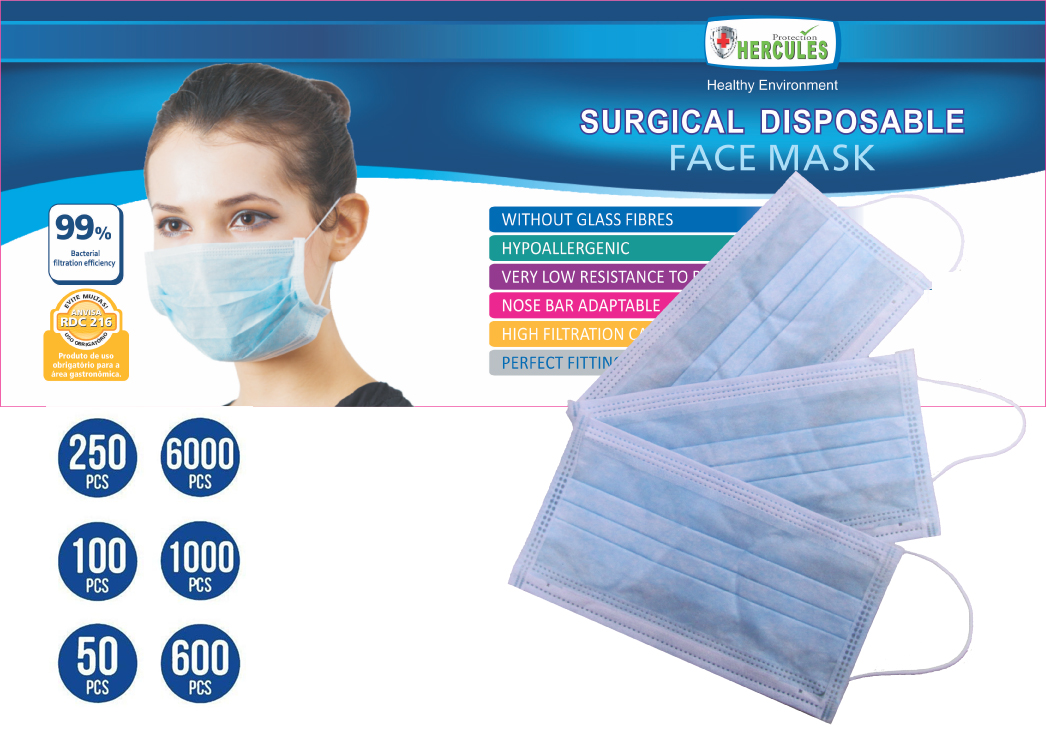 Protection
HERCULES
Healthy Environment
SURGICAL DISPOSABLE
FACE MASK
99%
Bacterial
filtration efficiency
EVITE MULTAS!
ANVISA
RDC 216
USO OBRIGATÓRIO
Produto de uso
obrigatório para a
área gastronômica.
WITHOUT GLASS FIBRES
HYPOALLERGENIC
VERY LOW RESISTANCE TO
NOSE BAR ADAPTABLE
HIGH FILTRATION
PERFECT FITTING
250
PCS
6000
PCS
100
PCS
1000
PCS
50
PCS
600
PCS